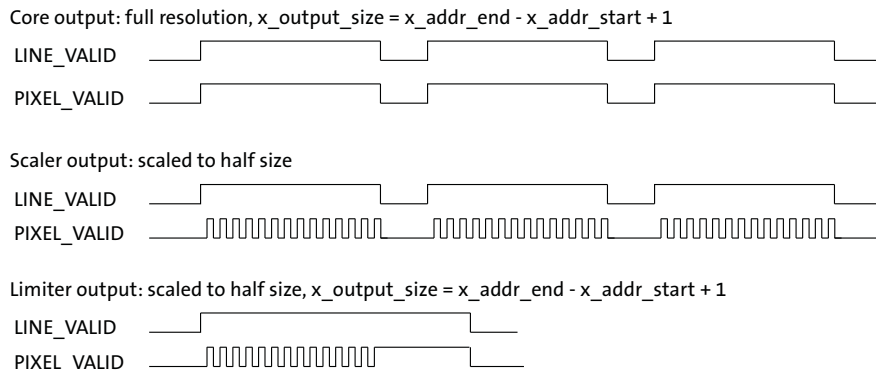 Core output: full resolution, x_output_size = x_addr_end - x_addr_start + 1
LINE_VALID
PIXEL_VALID
Scaler output: scaled to half size
LINE_VALID
PIXEL_VALID
Limiter output: scaled to half size, x_output_size = x_addr_end - x_addr_start + 1
LINE_VALID
PIXEL_VALID